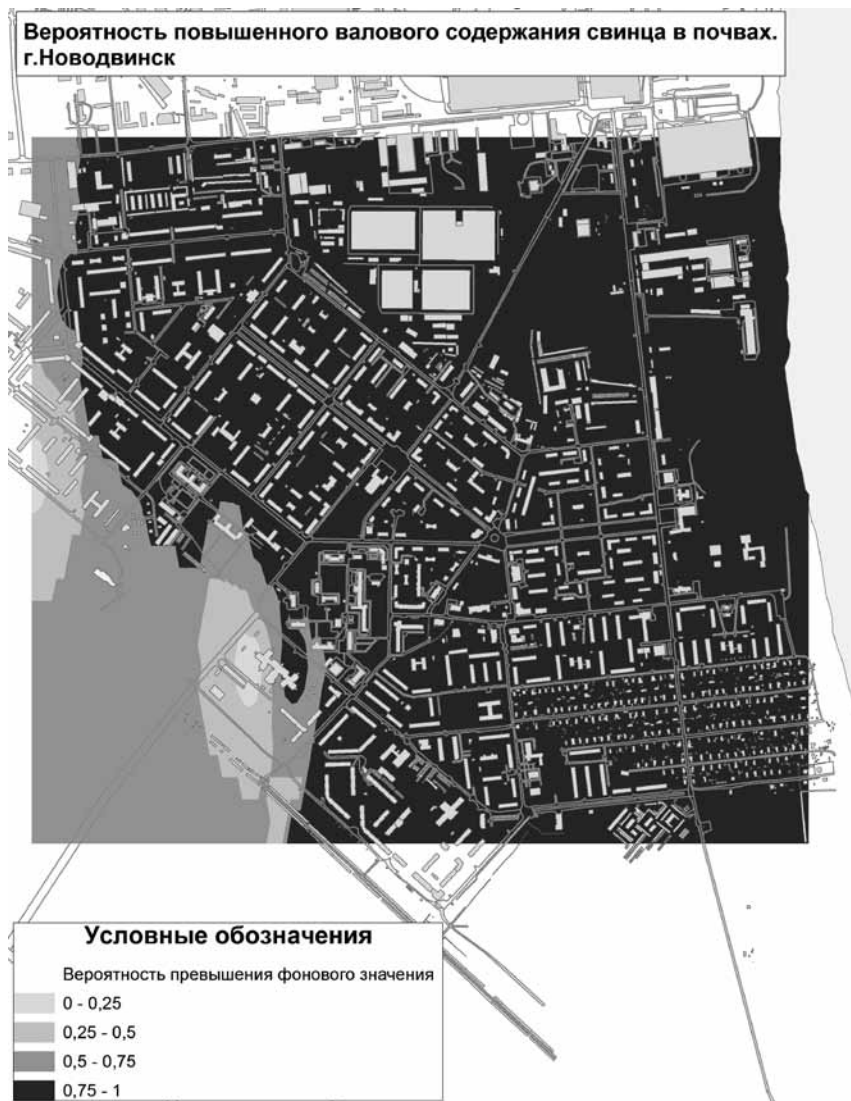 Вероятность повышенного валового содержания свинца в почвах.
г.Новодвинск
Условные обозначения
Вероятность превышения фонового значения
0 - 0,25
0,25 - 0,5
0,5 - 0,75
0,75 - 1